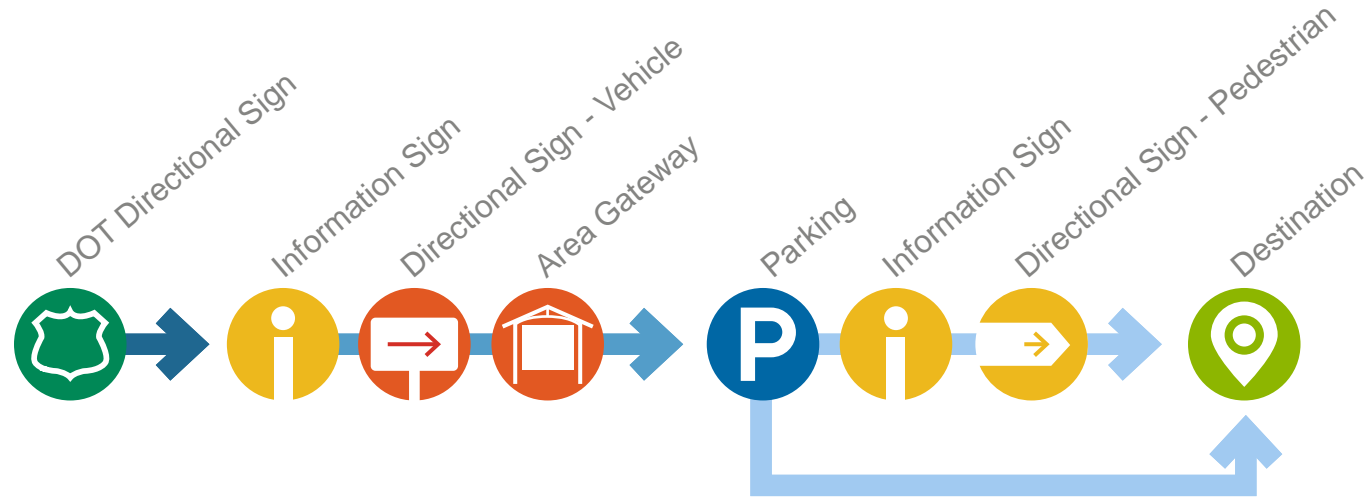 DOT Directional Sign
Information Sign
Directional Sign - Vehicle
Area Gateway
Parking
Information Sign
Directional Sign - Pedestrian
Destination
P